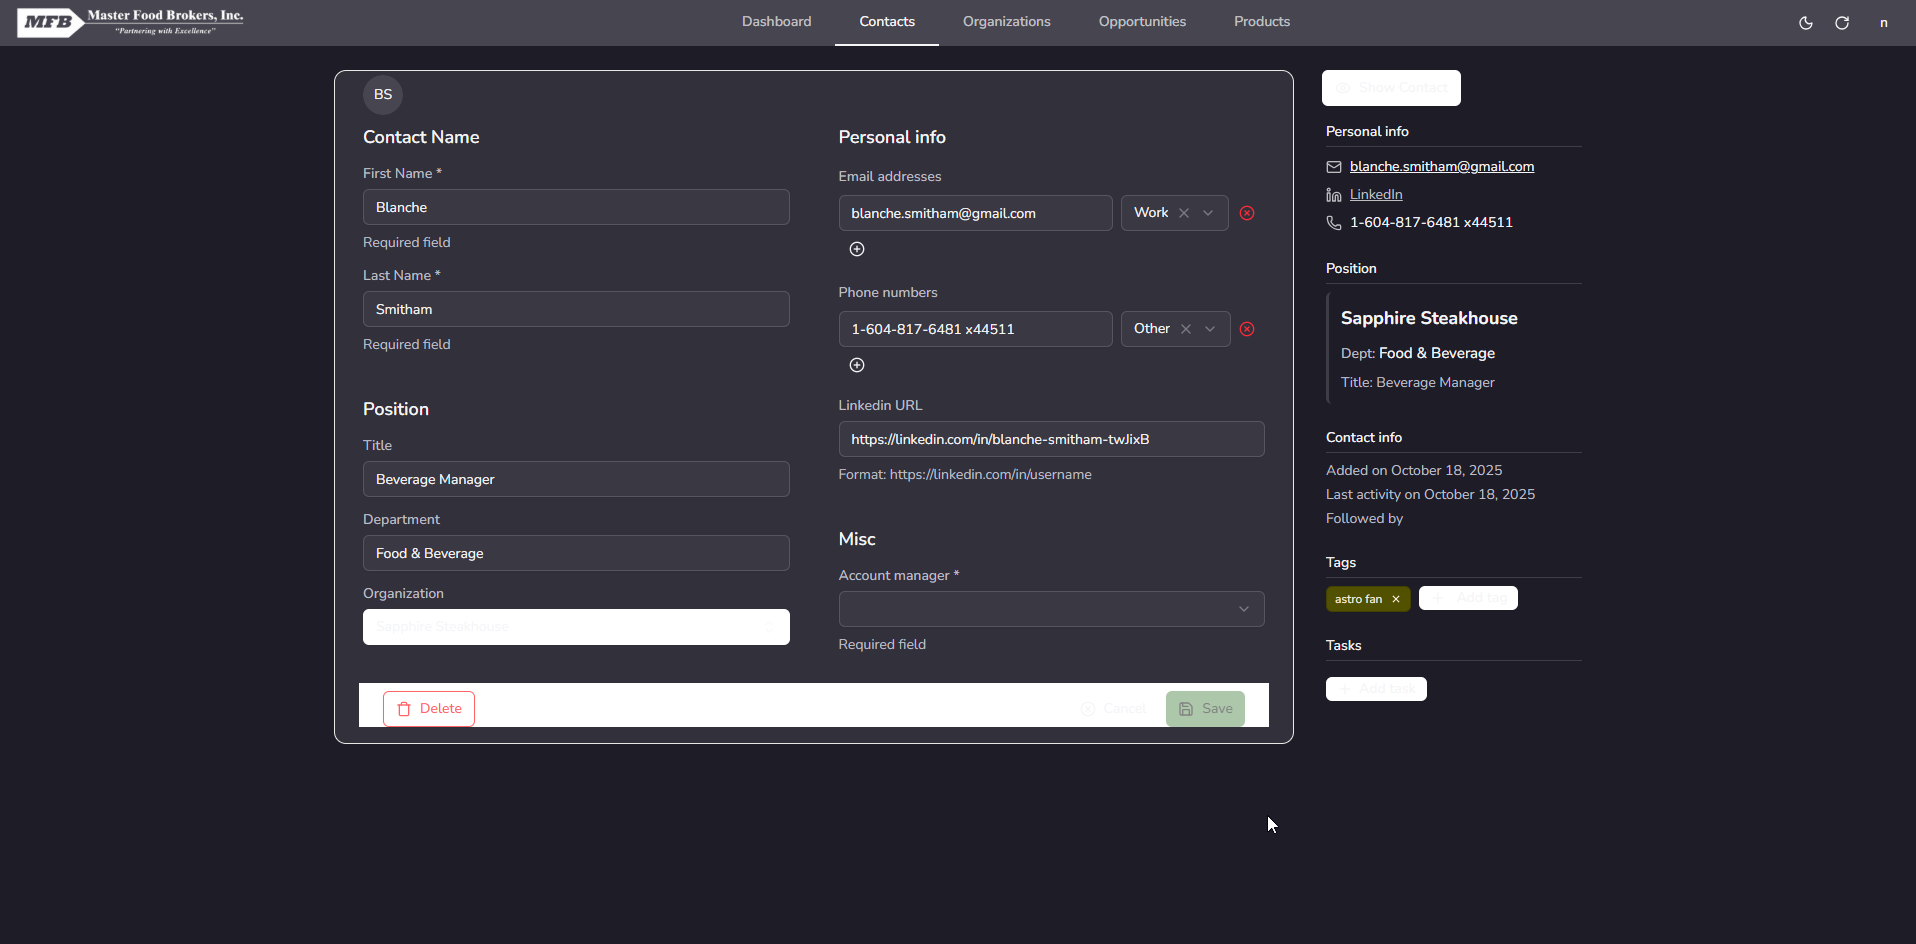 MFB Master Food Brokers, Inc.
"Partnering with Excellence"
Dashboard
Contacts
Organizations
Opportunities
Products
n
BS
Contact Name
First Name *
Blanche
Required field
Last Name *
Smitham
Required field
Position
Title
Beverage Manager
Department
Food & Beverage
Organization
Sapphire Steakhouse
Personal info
Email addresses
blanche.smitham@gmail.com
Work
Phone numbers
1-604-817-6481 x44511
Other
Linkedin URL
https://linkedin.com/in/blanche-smitham-twJixB
Format: https://linkedin.com/in/username
Misc
Account manager *
Required field
Delete
Cancel
Save
Show Contact
Personal info
blanche.smitham@gmail.com
LinkedIn
1-604-817-6481 x44511
Position
Sapphire Steakhouse
Dept: Food & Beverage
Title: Beverage Manager
Contact info
Added on October 18, 2025
Last activity on October 18, 2025
Followed by
Tags
astro fan
Add tag
Tasks
Add task